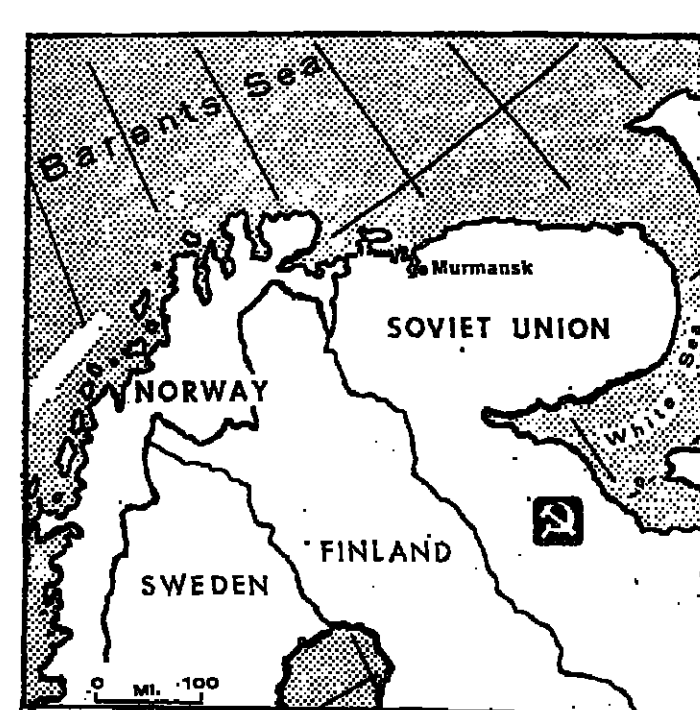 Barents Sea
Murmansk
SOVIET UNION
NORWAY
White Sea
FINLAND
SWEDEN
0 MI. 100